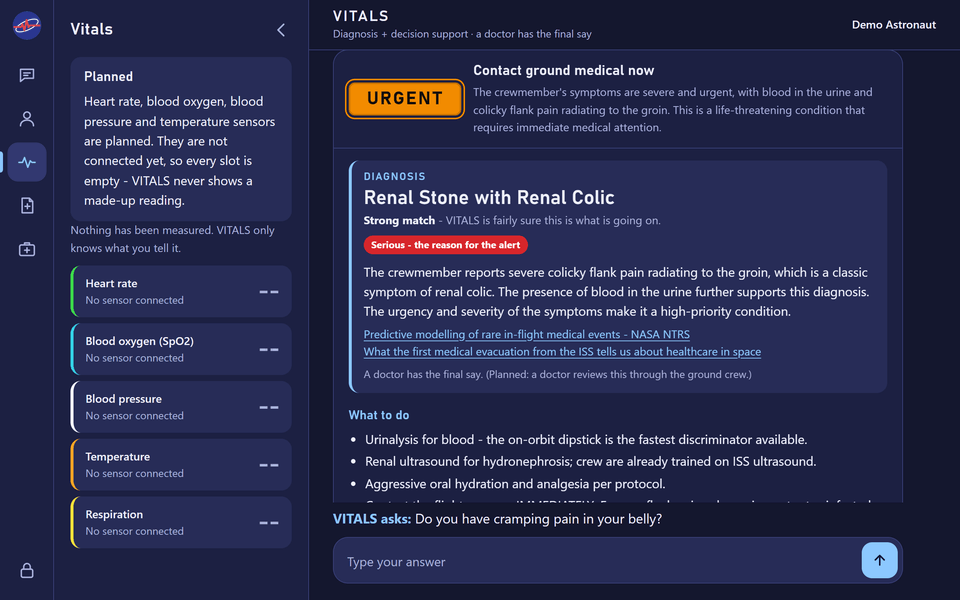 Vitals
Planned
Heart rate, blood oxygen, blood
pressure and temperature sensors
are planned. They are not
connected yet, so every slot is
empty - VITALS never shows a
made-up reading.
Nothing has been measured. VITALS only
knows what you tell it.
Heart rate
No sensor connected
--
Blood oxygen (SpO2)
No sensor connected
--
Blood pressure
No sensor connected
--
Temperature
No sensor connected
--
Respiration
No sensor connected
--
VITALS
Diagnosis + decision support · a doctor has the final say
Demo Astronaut
URGENT
Contact ground medical now
The crewmember's symptoms are severe and urgent, with blood in the urine and
colicky flank pain radiating to the groin. This is a life-threatening condition that
requires immediate medical attention.
DIAGNOSIS
Renal Stone with Renal Colic
Strong match - VITALS is fairly sure this is what is going on.
Serious - the reason for the alert
The crewmember reports severe colicky flank pain radiating to the groin, which is a classic
symptom of renal colic. The presence of blood in the urine further supports this diagnosis.
The urgency and severity of the symptoms make it a high-priority condition.
Predictive modelling of rare in-flight medical events - NASA NTRS
What the first medical evacuation from the ISS tells us about healthcare in space
A doctor has the final say. (Planned: a doctor reviews this through the ground crew.)
What to do
• Urinalysis for blood - the on-orbit dipstick is the fastest discriminator available.
• Renal ultrasound for hydronephrosis; crew are already trained on ISS ultrasound.
• Aggressive oral hydration and analgesia per protocol.
VITALS asks: Do you have cramping pain in your belly?
Type your answer